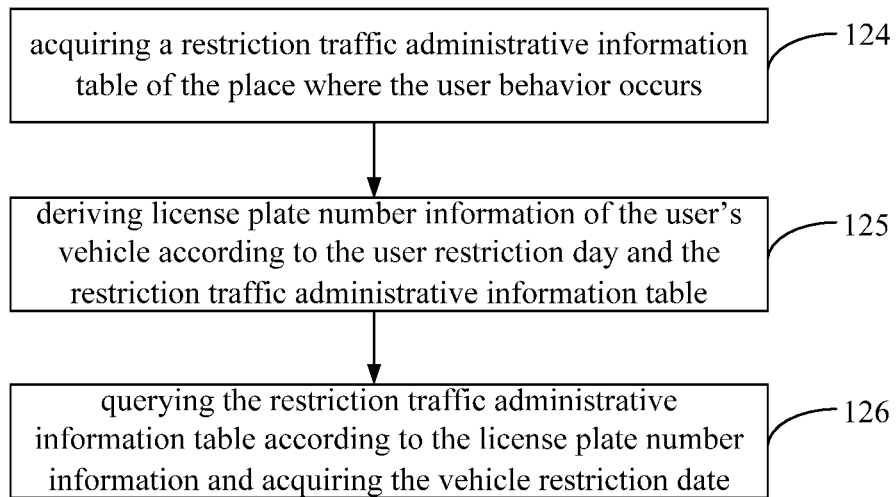 acquiring a restriction traffic administrative information
table of the place where the user behavior occurs
124
deriving license plate number information of the user's
vehicle according to the user restriction day and the
restriction traffic administrative information table
125
querying the restriction traffic administrative
information table according to the license plate number
information and acquiring the vehicle restriction date
126